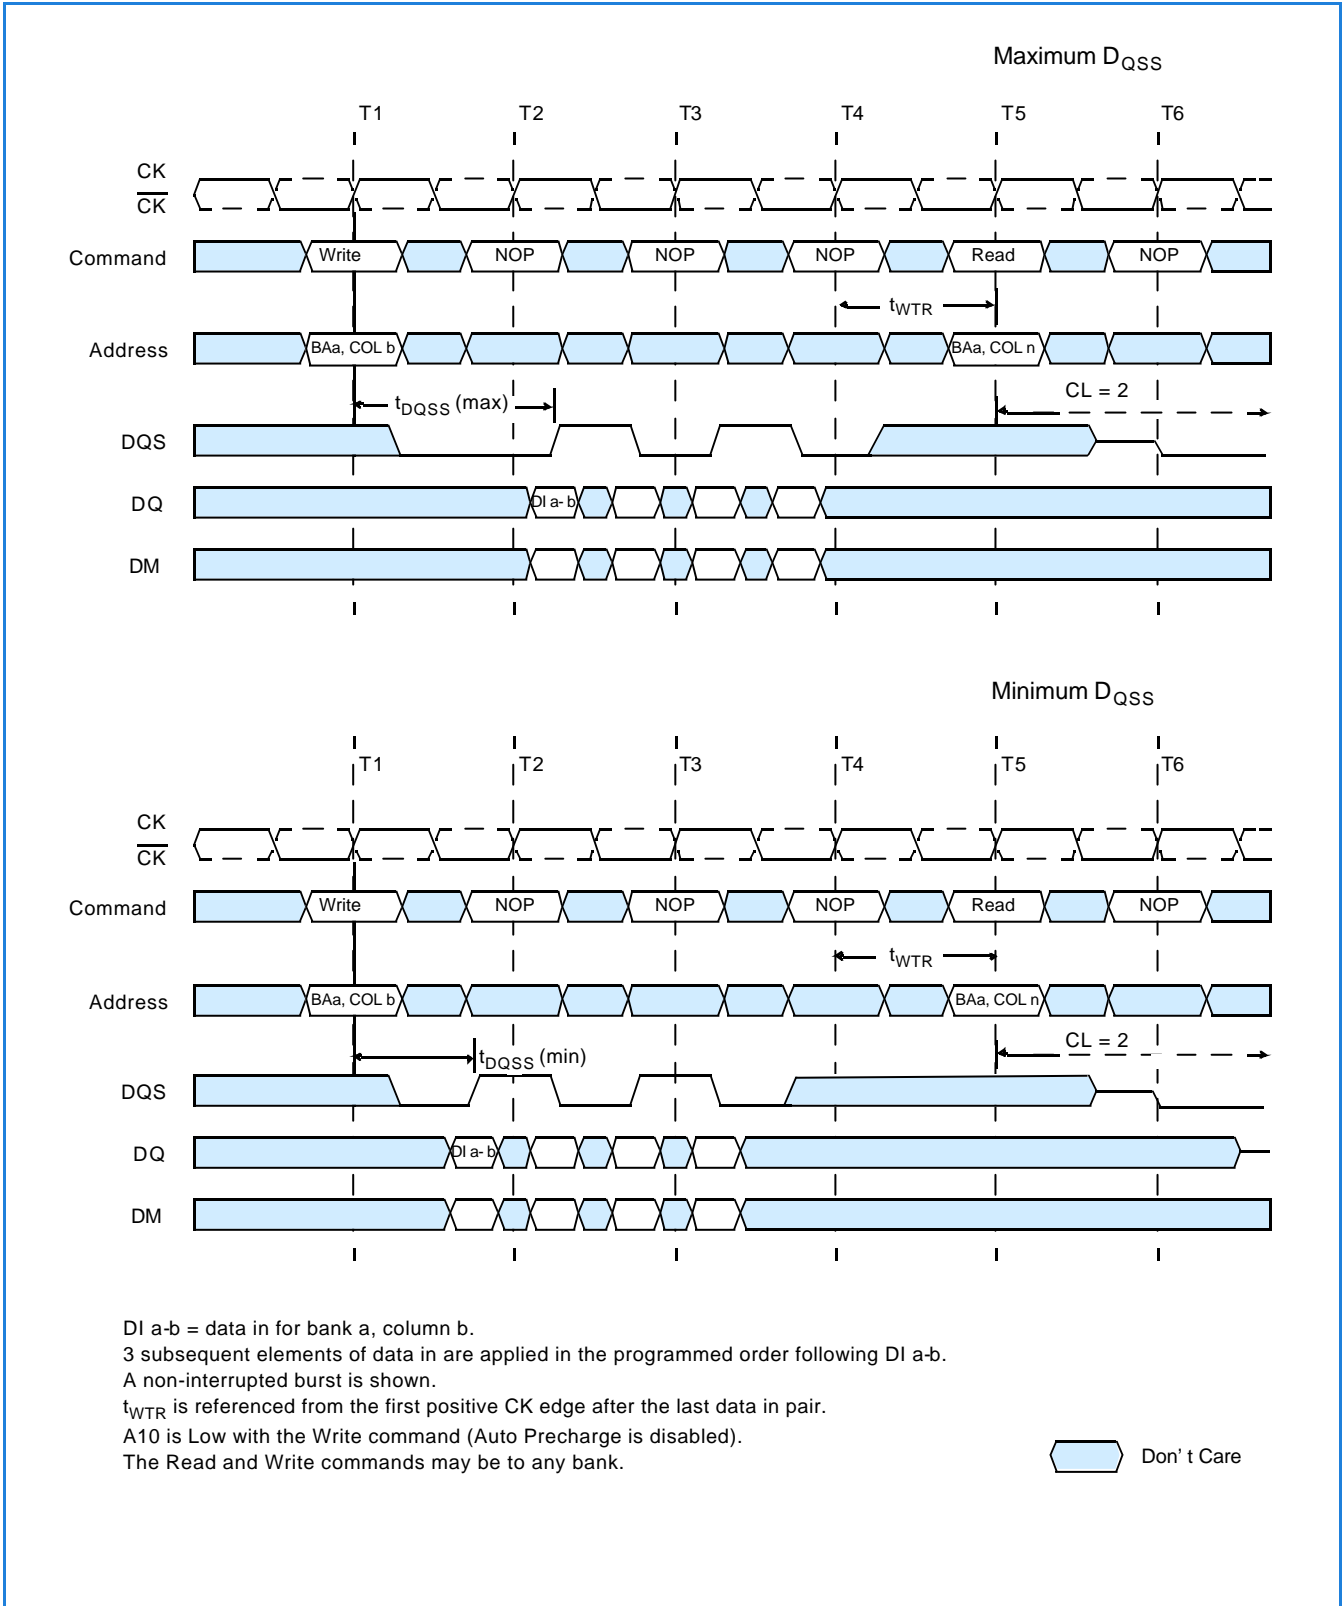 Maximum DQSS
T1 T2 T3 T4 T5 T6
CK
CK
Command Write NOP NOP NOP Read NOP
tWTR
Address BAa, COL b BAa, COL n
tDQSS (max) CL = 2
DQS
DQ DI a- b
DM
Minimum DQSS
T1 T2 T3 T4 T5 T6
CK
CK
Command Write NOP NOP NOP Read NOP
tWTR
Address BAa, COL b BAa, COL n
tDQSS (min) CL = 2
DQS
DQ DI a- b
DM
DI a-b = data in for bank a, column b.
3 subsequent elements of data in are applied in the programmed order following DI a-b.
A non-interrupted burst is shown.
tWTR is referenced from the first positive CK edge after the last data in pair.
A10 is Low with the Write command (Auto Precharge is disabled).
The Read and Write commands may be to any bank.
Don' t Care